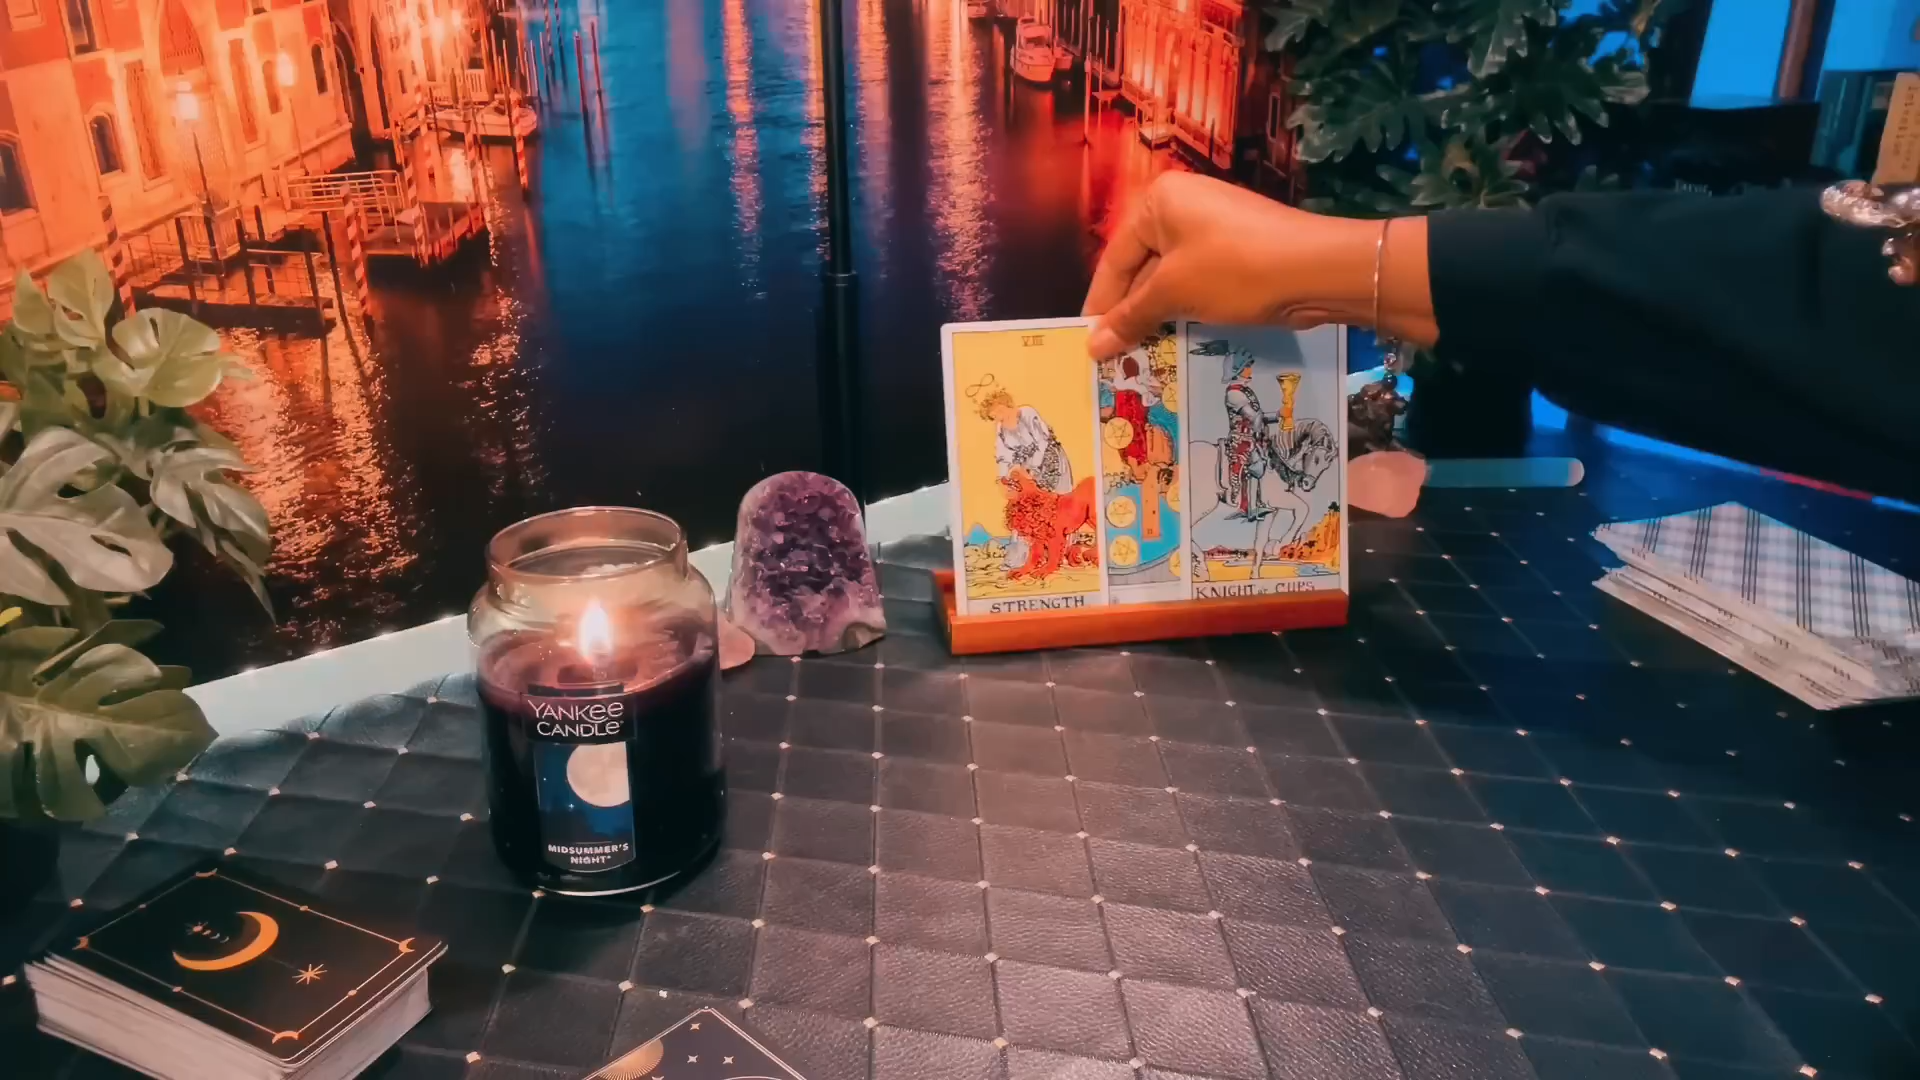 VIII
STRENGTH
KNIGHT OF CUPS
YANKEE
CANDLE
MIDSUMMER'S
NIGHT